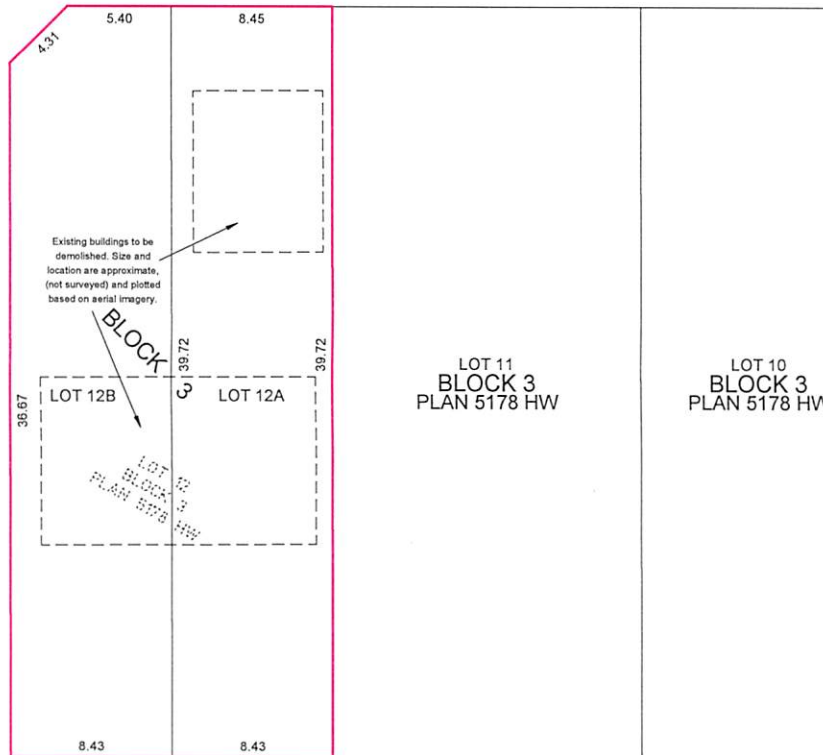 5.40
8.45
4.31
Existing buildings to be
demolished. Size and
location are approximate,
(not surveyed) and plotted
based on aerial imagery.
BLOCK 3
39.72
39.72
36.67
LOT 12B
LOT 12A
LOT 12
BLOCK 3
PLAN 5178 HW
LOT 11
BLOCK 3
PLAN 5178 HW
LOT 10
BLOCK 3
PLAN 5178 HW
8.43
8.43